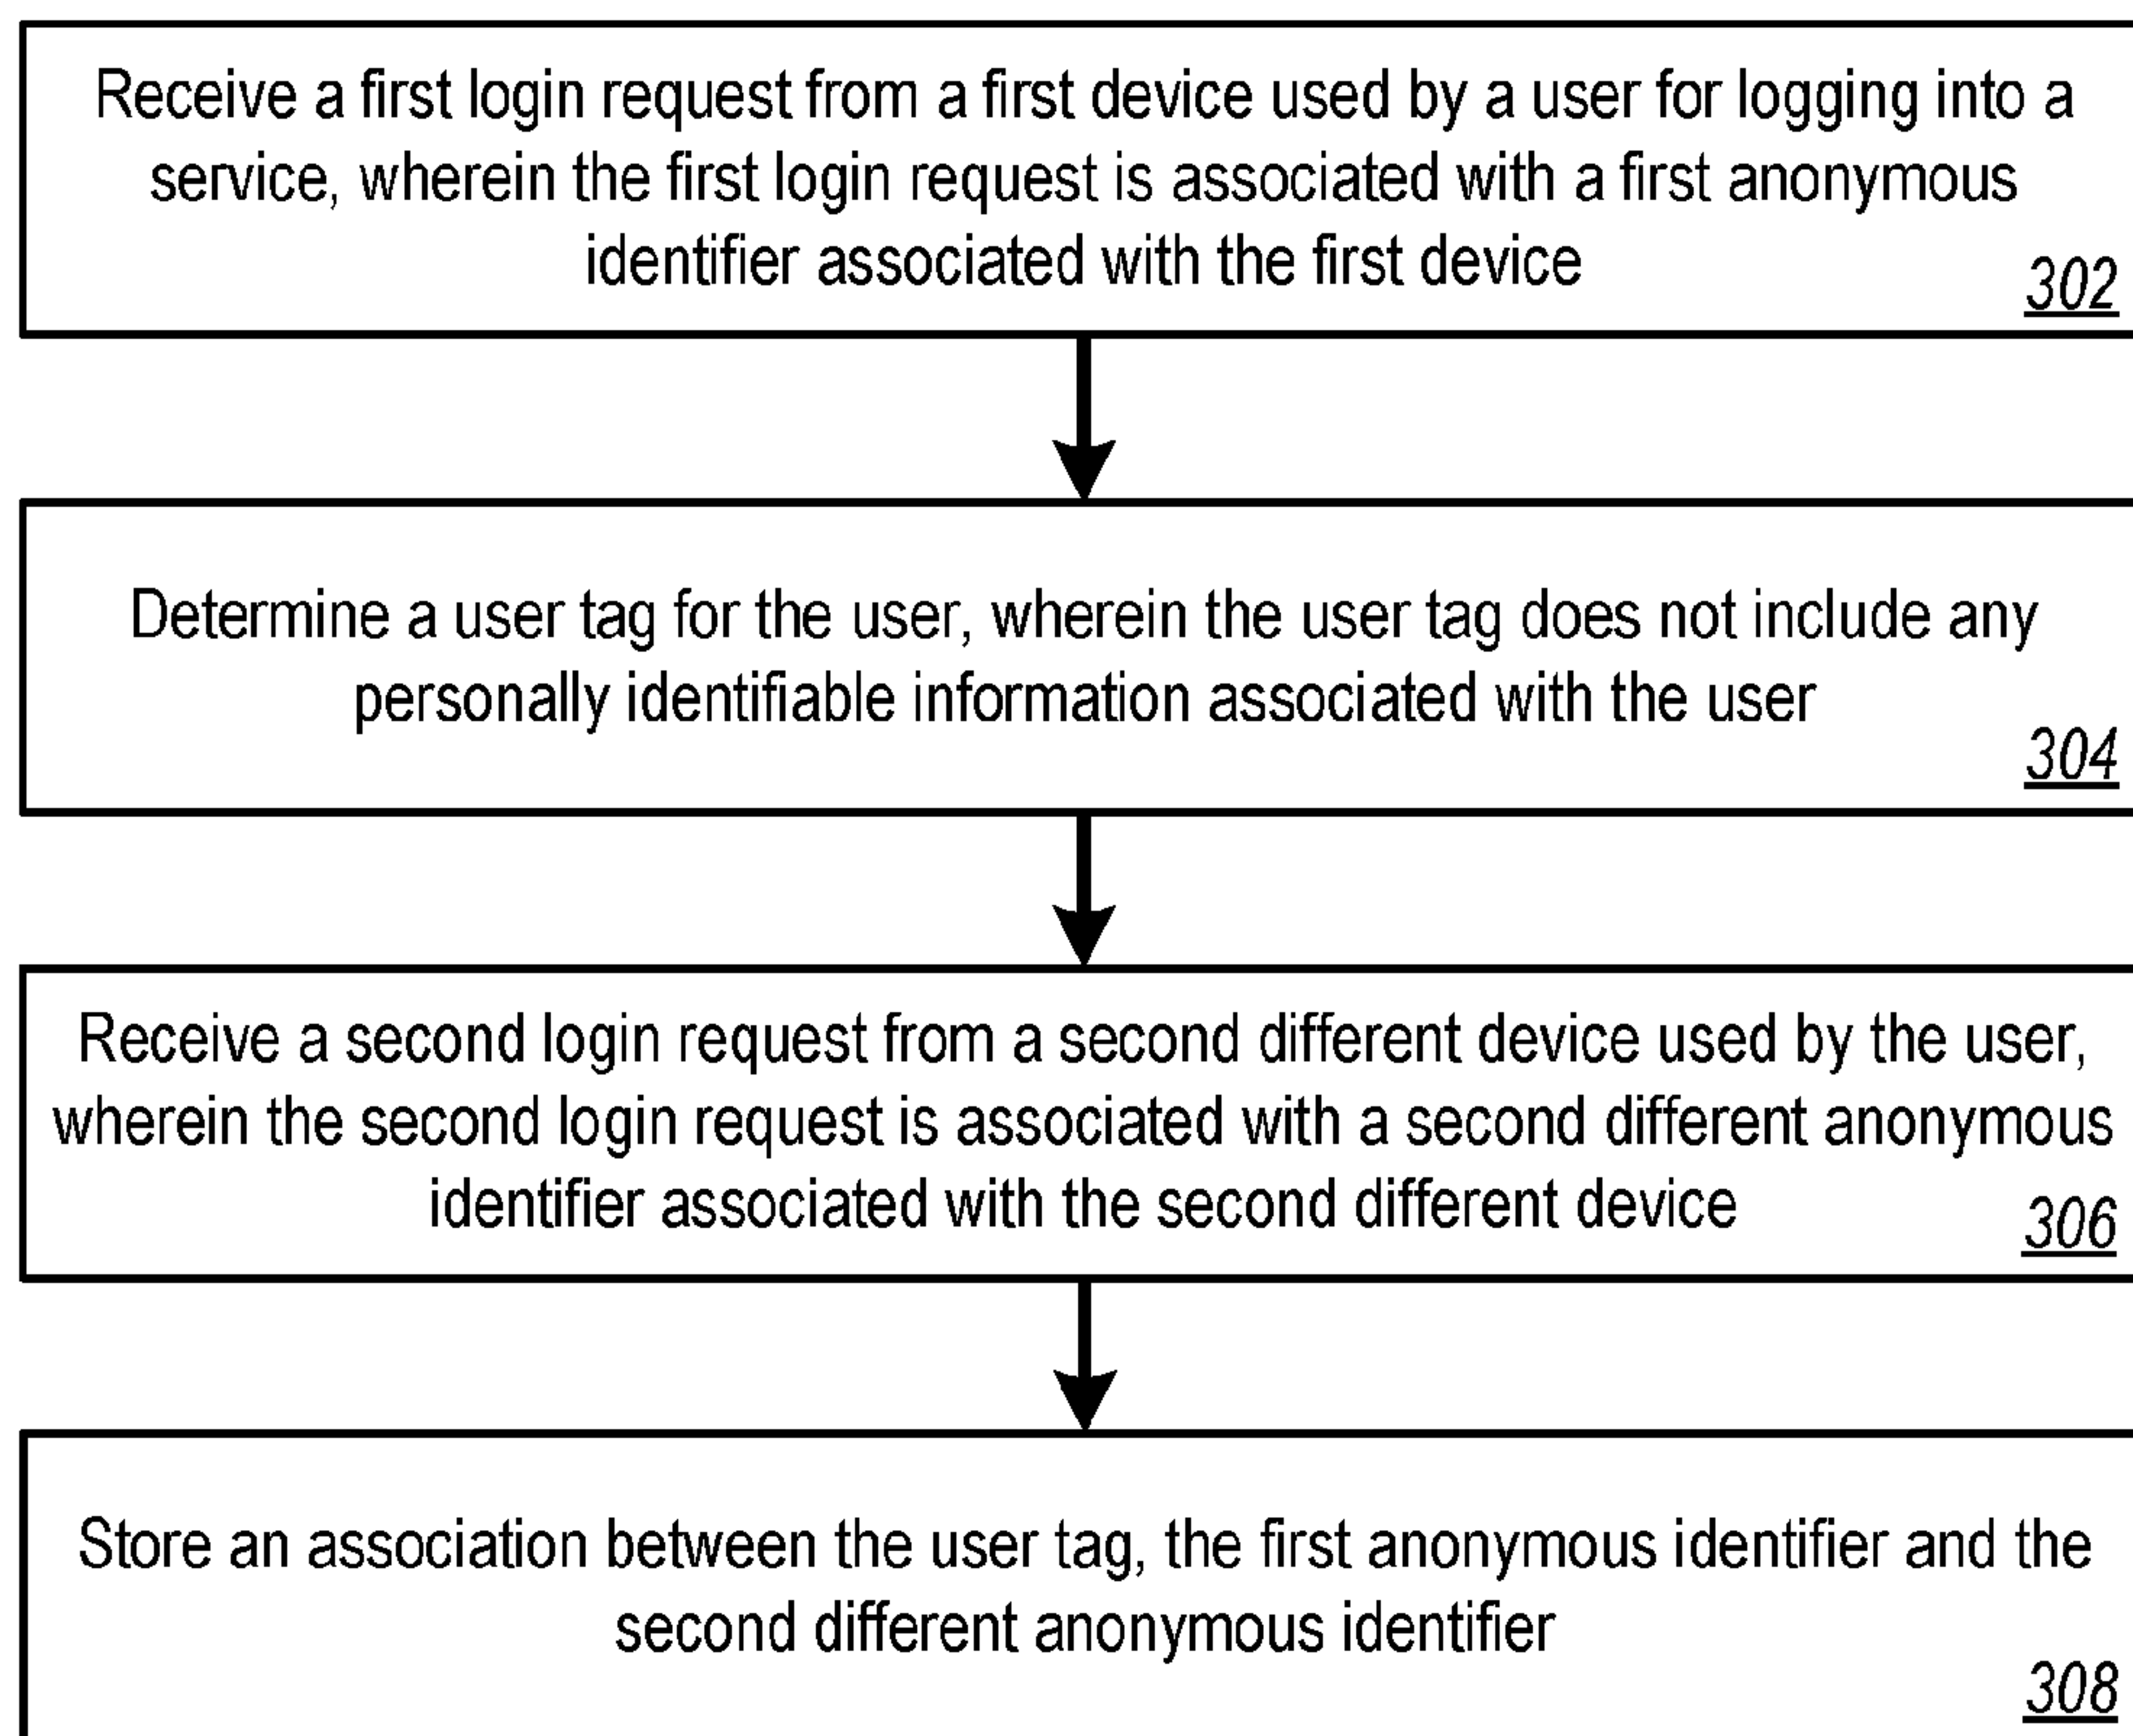 Receive a first login request from a first device used by a user for logging into a
service, wherein the first login request is associated with a first anonymous
identifier associated with the first device
302
Determine a user tag for the user, wherein the user tag does not include any
personally identifiable information associated with the user
304
Receive a second login request from a second different device used by the user,
wherein the second login request is associated with a second different anonymous
identifier associated with the second different device
306
Store an association between the user tag, the first anonymous identifier and the
second different anonymous identifier
308